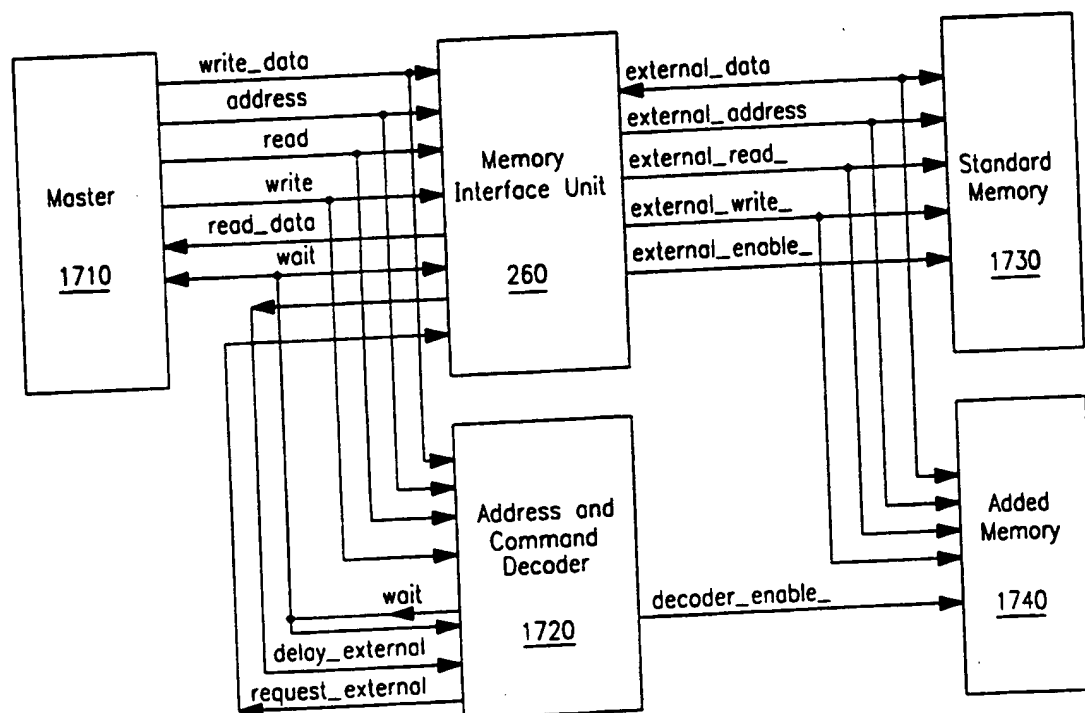 write_data
address
read
write
read_data
wait
Master
1710
Memory
Interface Unit
260
external_data
external_address
external_read_
external_write_
external_enable_
Standard
Memory
1730
Address and
Command
Decoder
1720
wait
delay_external
request_external
decoder_enable_
Added
Memory
1740